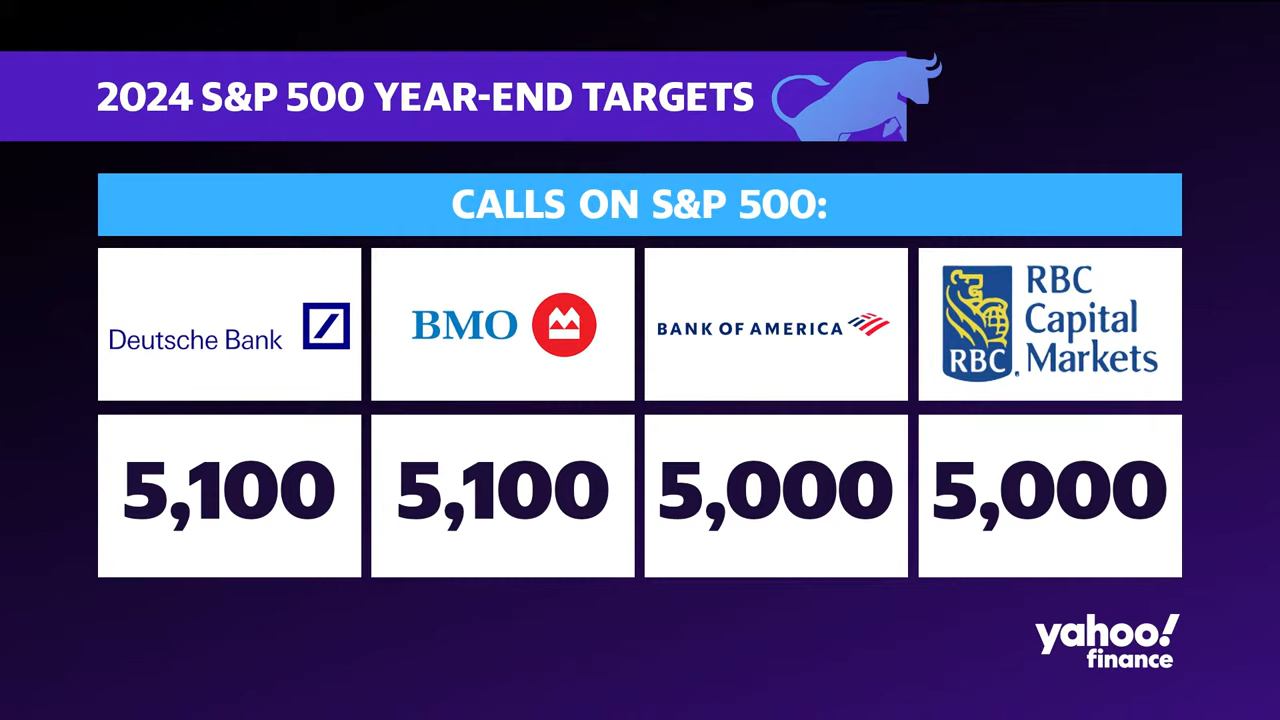 2024 S&P 500 YEAR-END TARGETS
CALLS ON S&P 500:
Deutsche Bank
BMO
BANK OF AMERICA
RBC
RBC
Capital
Markets
5,100
5,100
5,000
5,000
yahoo!
finance